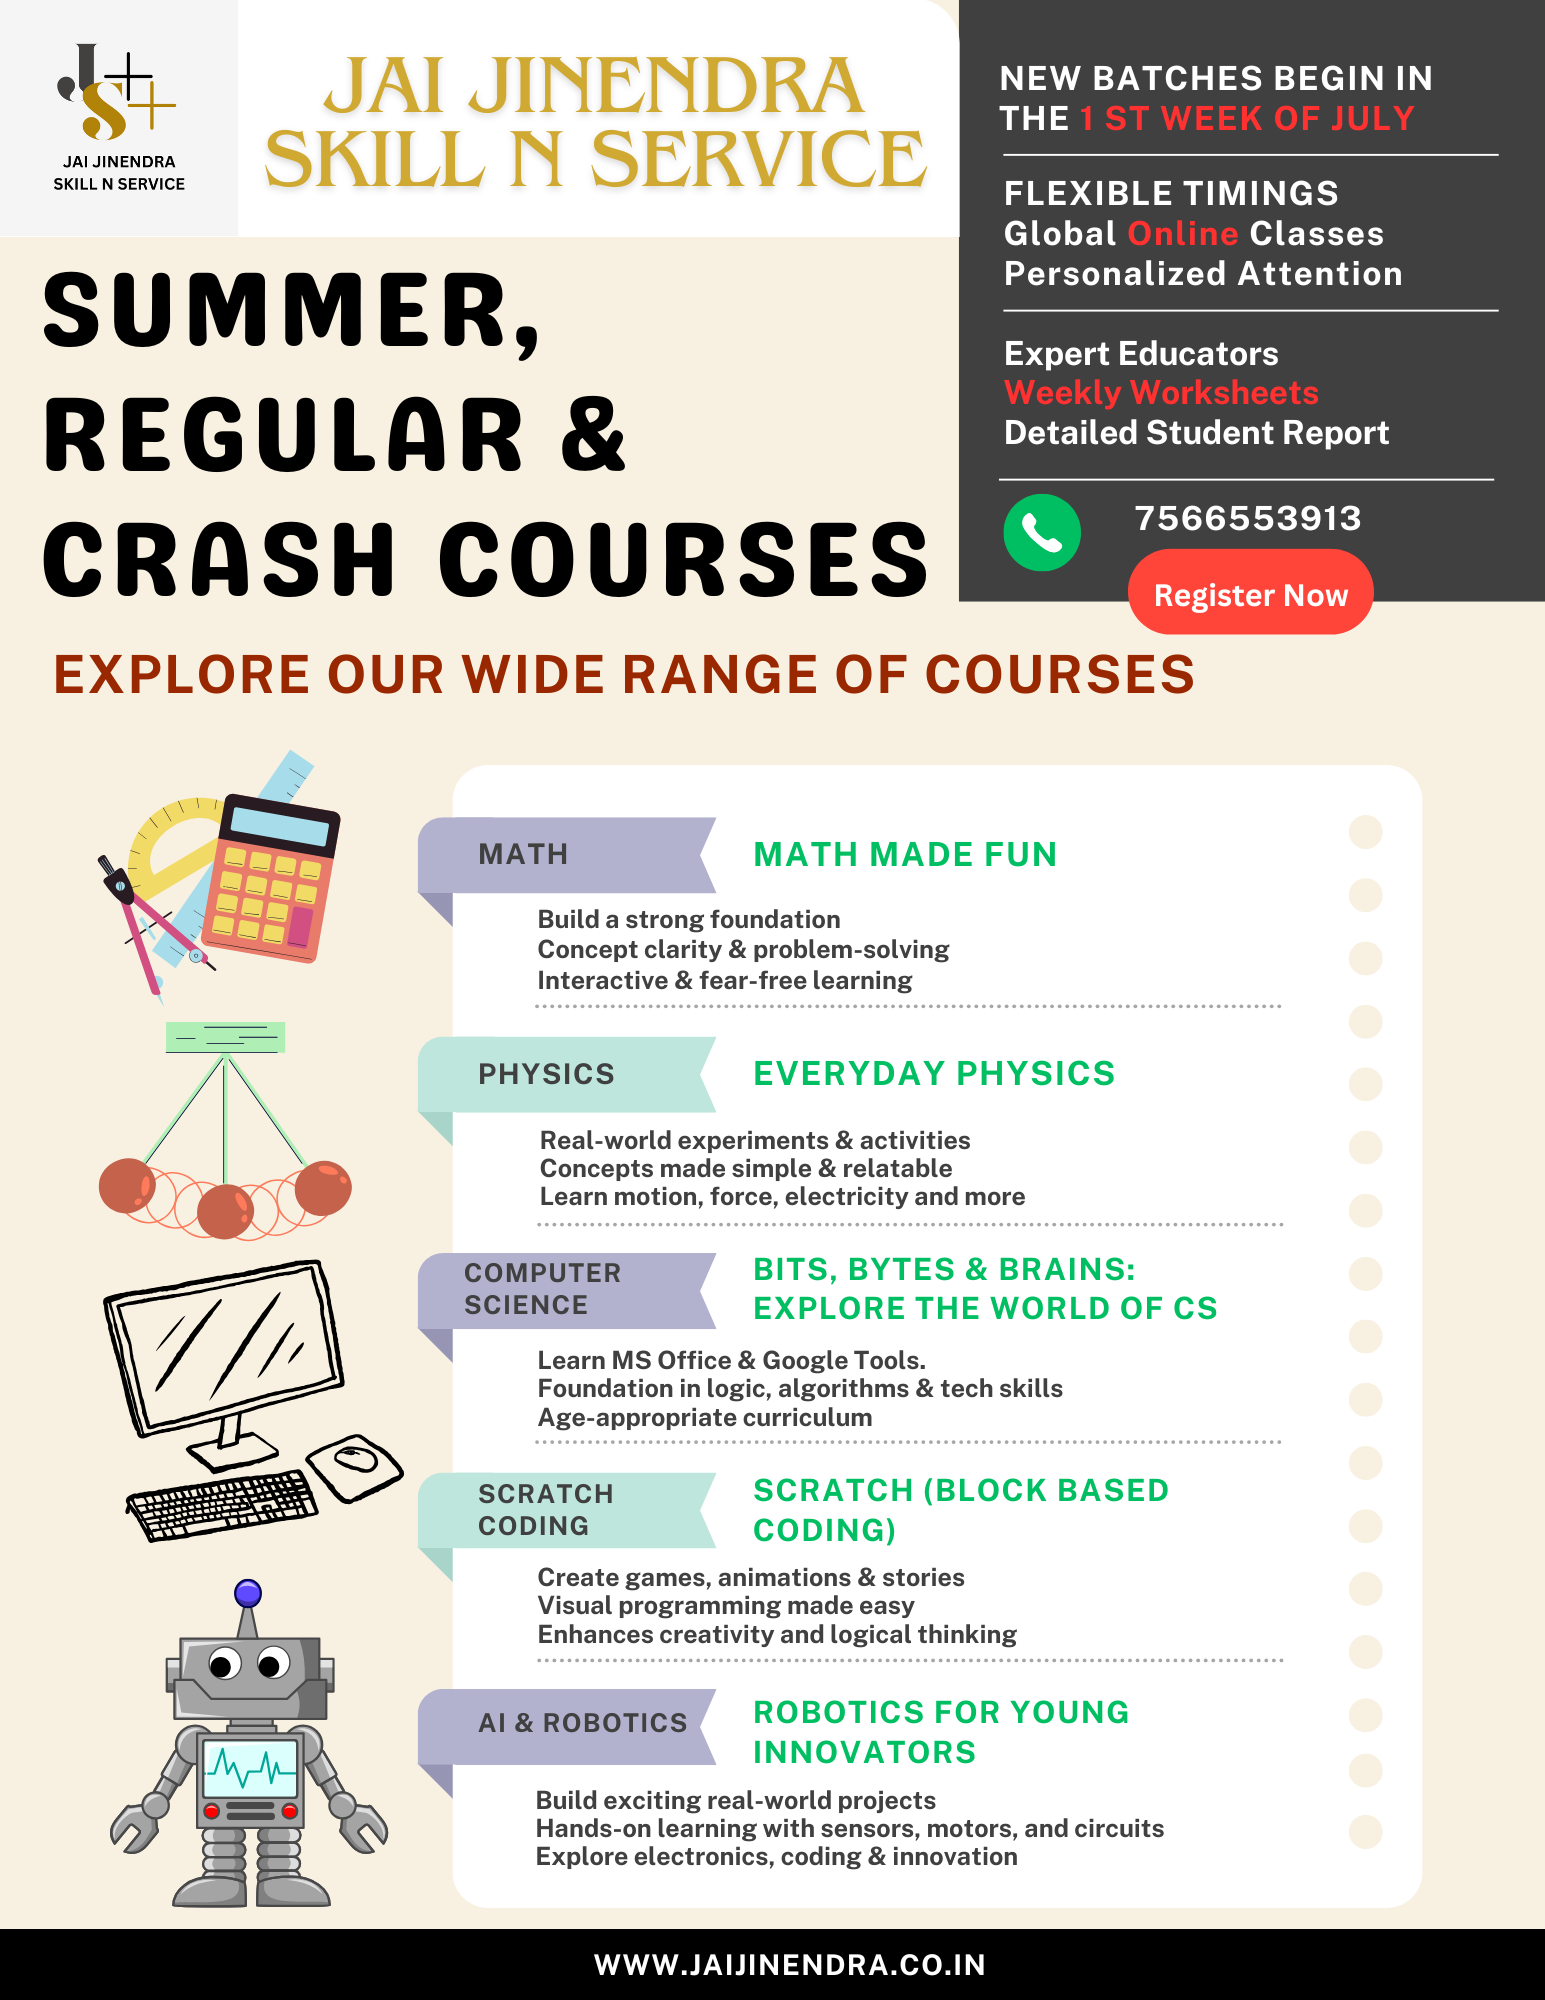 JAI JINENDRA
SKILL N SERVICE
JAI JINENDRA
SKILL N SERVICE
NEW BATCHES BEGIN IN
THE 1 ST WEEK OF JULY
FLEXIBLE TIMINGS
Global Online Classes
Personalized Attention
Expert Educators
Weekly Worksheets
Detailed Student Report
7566553913
Register Now
SUMMER,
REGULAR &
CRASH COURSES
EXPLORE OUR WIDE RANGE OF COURSES
MATH
MATH MADE FUN
Build a strong foundation
Concept clarity & problem-solving
Interactive & fear-free learning
PHYSICS
EVERYDAY PHYSICS
Real-world experiments & activities
Concepts made simple & relatable
Learn motion, force, electricity and more
COMPUTER
SCIENCE
BITS, BYTES & BRAINS:
EXPLORE THE WORLD OF CS
Learn MS Office & Google Tools.
Foundation in logic, algorithms & tech skills
Age-appropriate curriculum
SCRATCH
CODING
SCRATCH (BLOCK BASED
CODING)
Create games, animations & stories
Visual programming made easy
Enhances creativity and logical thinking
AI & ROBOTICS
ROBOTICS FOR YOUNG
INNOVATORS
Build exciting real-world projects
Hands-on learning with sensors, motors, and circuits
Explore electronics, coding & innovation
WWW.JAIJINENDRA.CO.IN